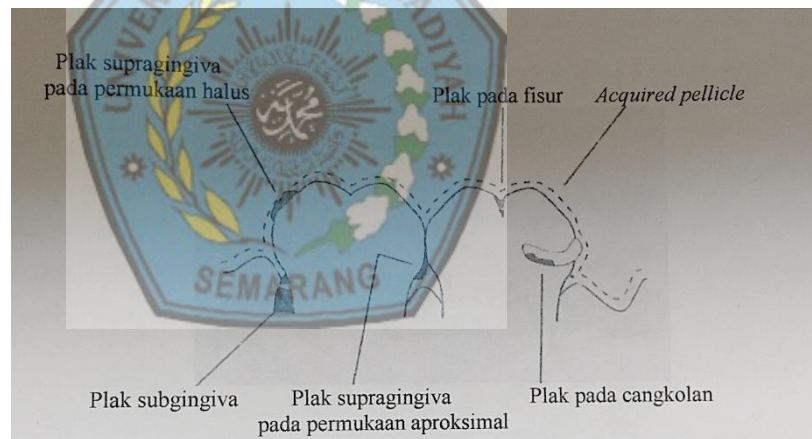 Plak supragingiva
pada permukaan halus
Plak pada fisur
Acquired pellicle
SEMARANG
Plak subgingiva
Plak supragingiva
pada permukaan aproksimal
Plak pada cangkolan